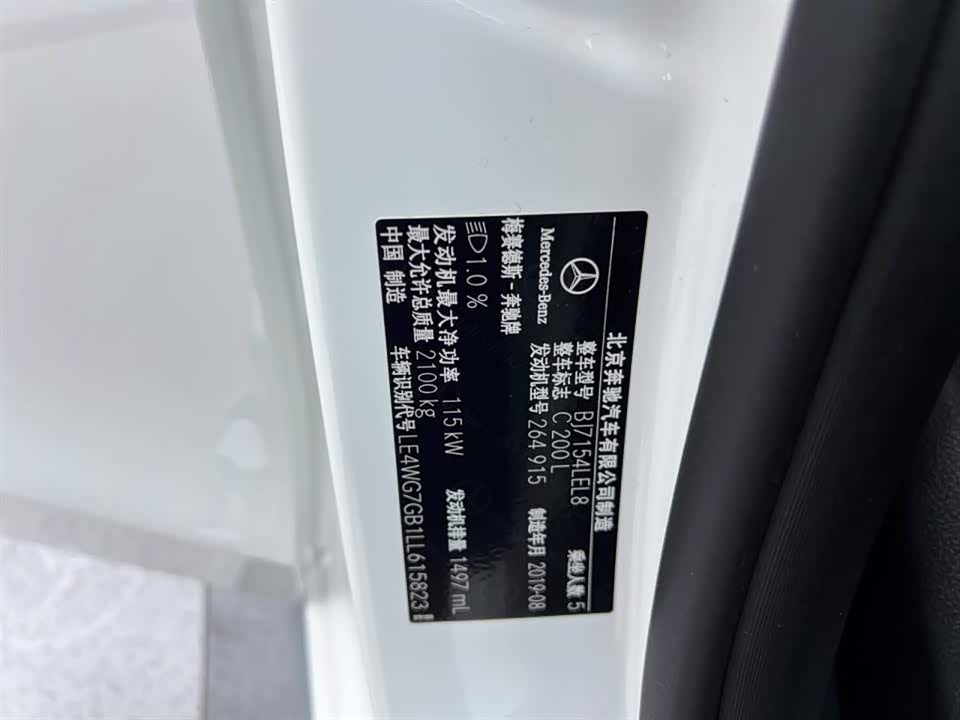 北京奔驰汽车有限公司制造
Mercedes-Benz
梅赛德斯-奔驰牌
整车型号 BJ7154LEL8 乘坐人数 5
整车标志 C 200 L
发动机型号 264 915 制造年月 2019-08
1.0 %
发动机最大净功率 115 kW 发动机排量 1497 mL
最大允许总质量 2100 kg
中国 制造 车辆识别代号 LE4WG7GB1LL615823